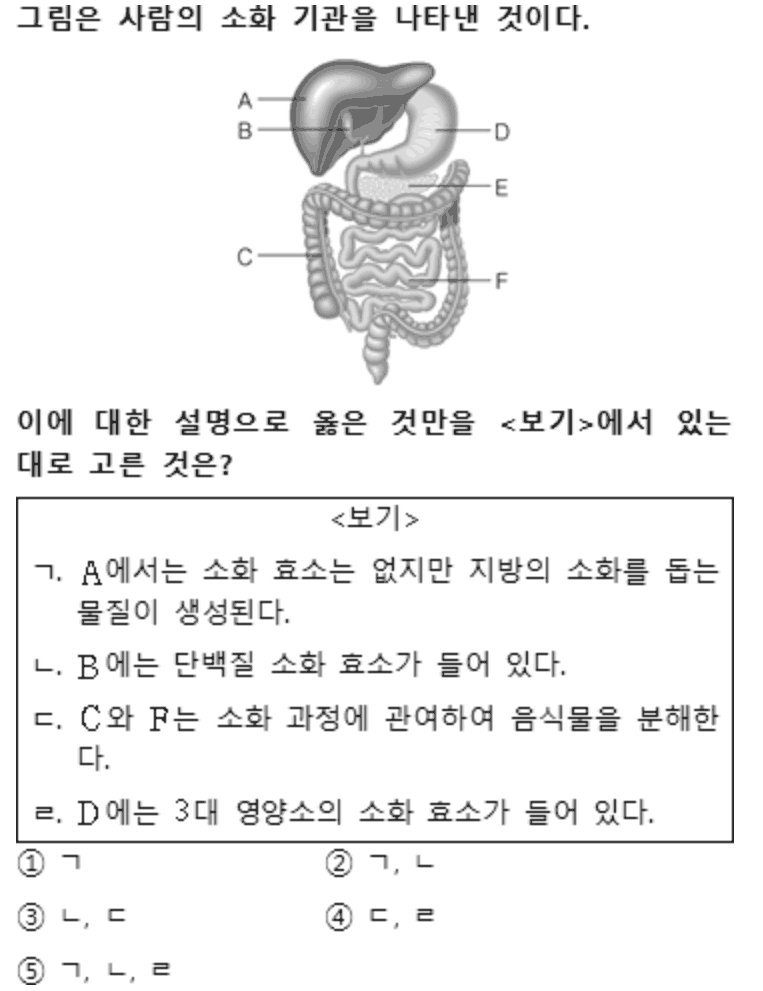 그림은 사람의 소화 기관을 나타낸 것이다.
A
B
D
E
C
F
이에 대한 설명으로 옳은 것만을 <보기>에서 있는
대로 고른 것은?
<보기>
ㄱ. A에서는 소화 효소는 없지만 지방의 소화를 돕는
물질이 생성된다.
ㄴ. B에는 단백질 소화 효소가 들어 있다.
ㄷ. C와 F는 소화 과정에 관여하여 음식물을 분해한
다.
ㄹ. D에는 3대 영양소의 소화 효소가 들어 있다.
① ㄱ ② ㄱ, ㄴ
③ ㄴ, ㄷ ④ ㄷ, ㄹ
⑤ ㄱ, ㄴ, ㄹ